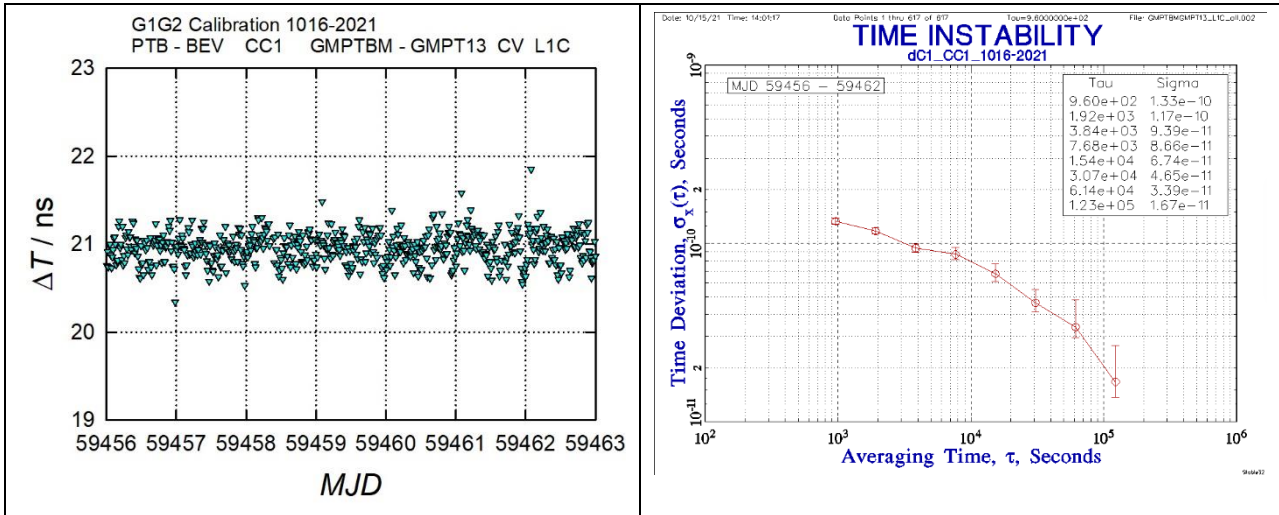 G1G2 Calibration 1016-2021
PTB - BEV CC1 GMPTBM - GMPT13 CV L1C
23
22
21
20
19
ΔT / ns
59456 59457 59458 59459 59460 59461 59462 59463
MJD
Date: 10/15/21 Time: 14:01:17 Data Points 1 thru 617 of 617 Tau=9.6000000e+02 File: GMPTBMGMPT13_L1C_all.002
TIME INSTABILITY
dC1_CC1_1016-2021
MJD 59456 - 59462
Tau Sigma
9.60e+02 1.33e-10
1.92e+03 1.17e-10
3.84e+03 9.39e-11
7.68e+03 8.66e-11
1.54e+04 6.74e-11
3.07e+04 4.65e-11
6.14e+04 3.39e-11
1.23e+05 1.67e-11
10⁻⁹
2
10⁻¹⁰
2
10⁻¹¹
Time Deviation, σx(τ), Seconds
10² 10³ 10⁴ 10⁵ 10⁶
Averaging Time, τ, Seconds
Stable32